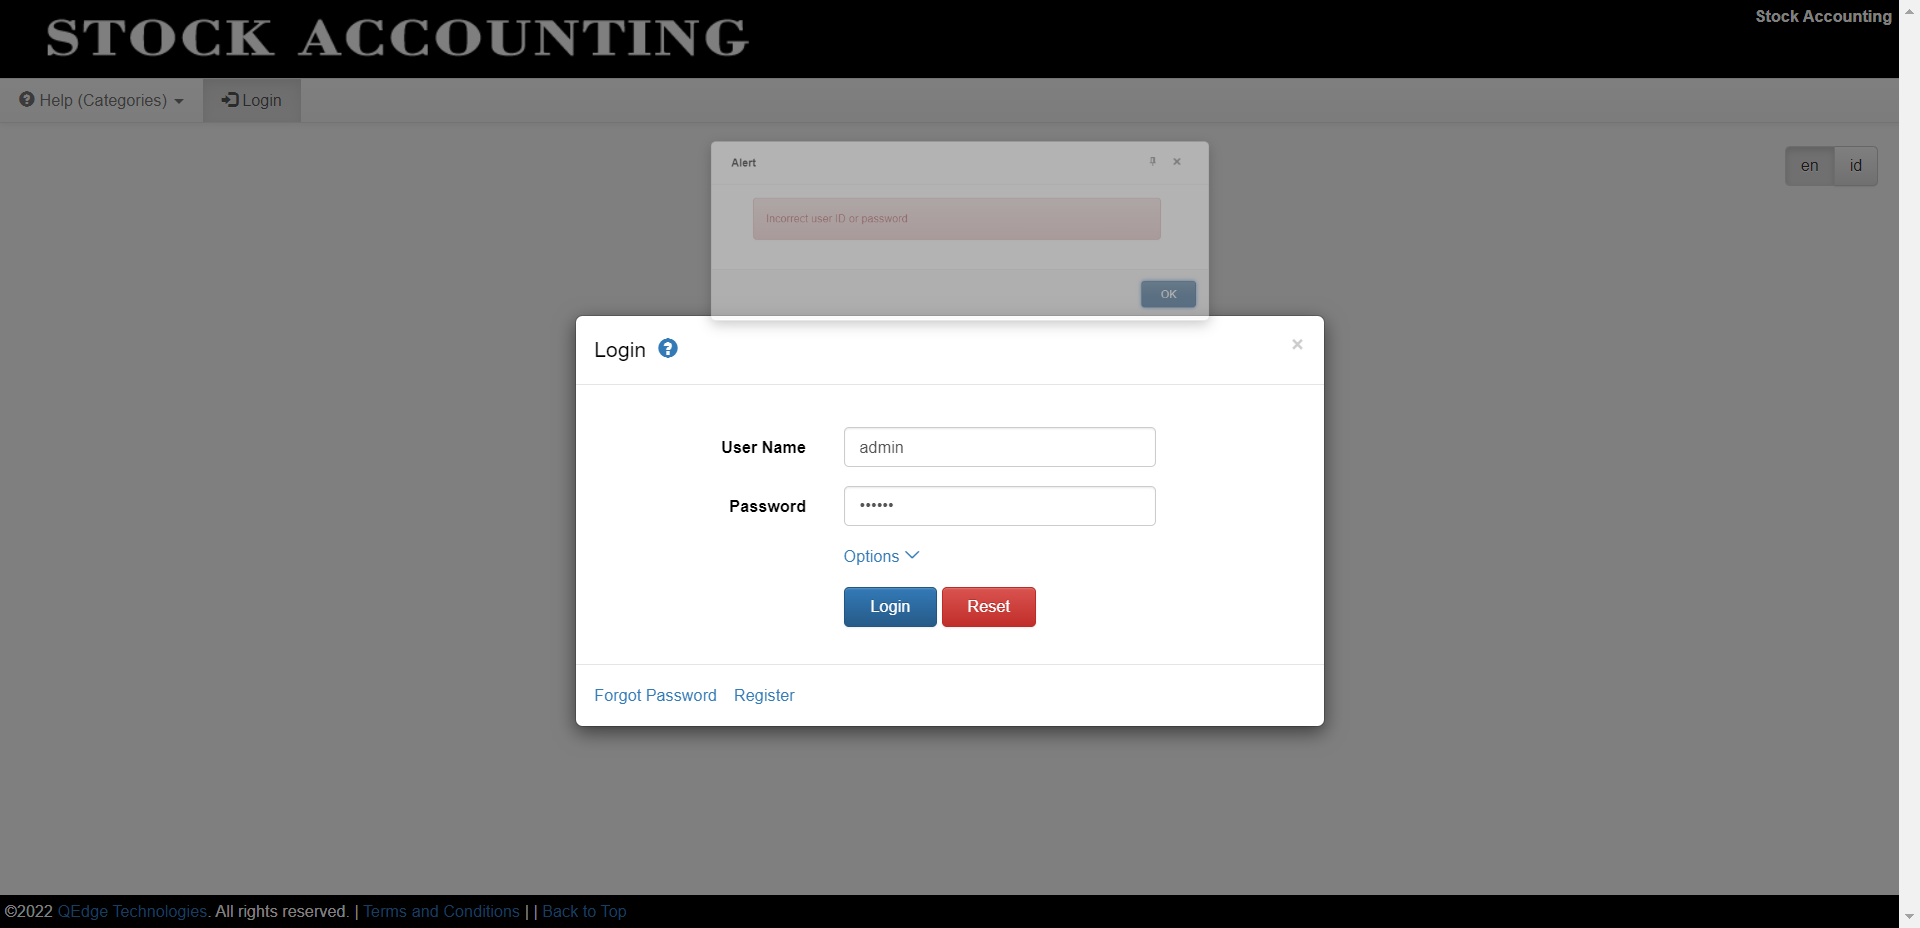 STOCK ACCOUNTING
Stock Accounting
Help (Categories)
Login
en
id
Alert
Incorrect user ID or password
OK
Login
×
User Name
admin
Password
••••••
Options
Login
Reset
Forgot Password
Register
©2022 QEdge Technologies. All rights reserved. | Terms and Conditions | | Back to Top